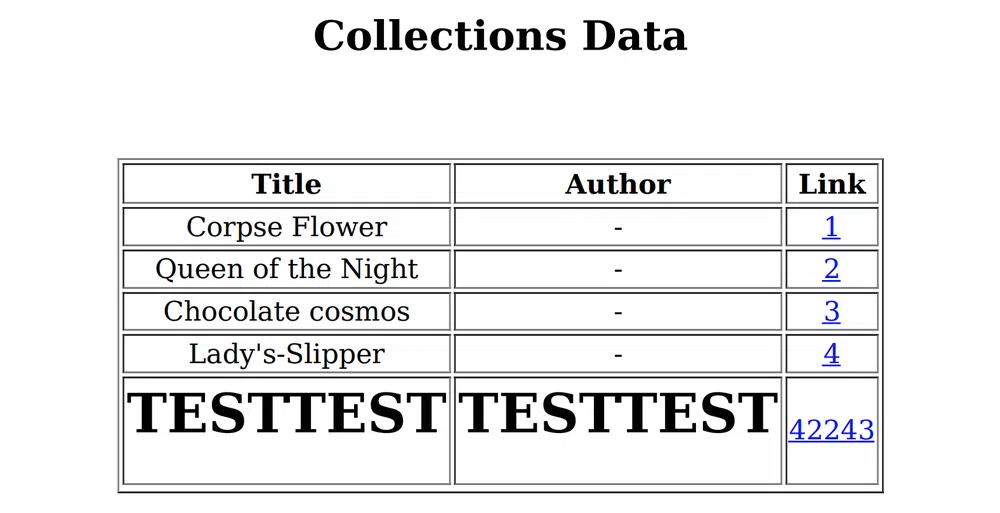 Collections Data
Title Author Link
Corpse Flower - 1
Queen of the Night - 2
Chocolate cosmos - 3
Lady's-Slipper - 4
TESTTEST TESTTEST 42243